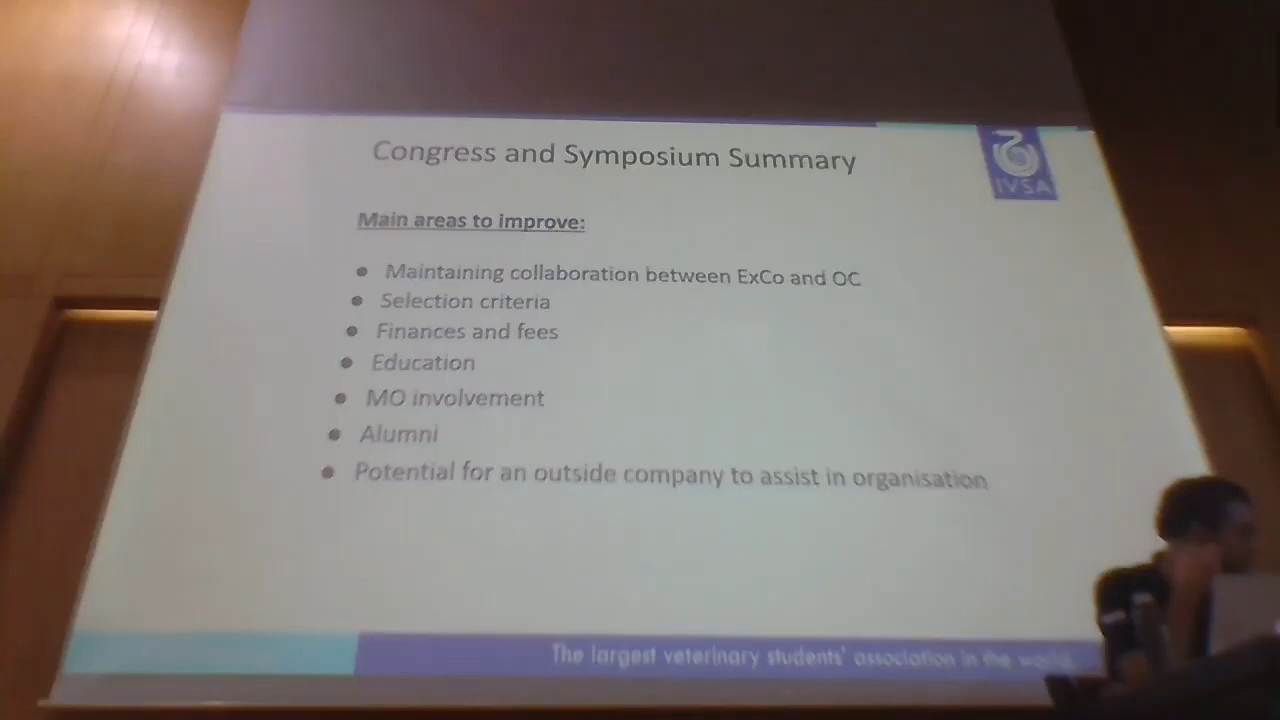 Congress and Symposium Summary
IVSA
Main areas to improve:
● Maintaining collaboration between ExCo and OC
● Selection criteria
● Finances and fees
● Education
● MO involvement
● Alumni
● Potential for an outside company to assist in organisation
The largest veterinary students' association in the world